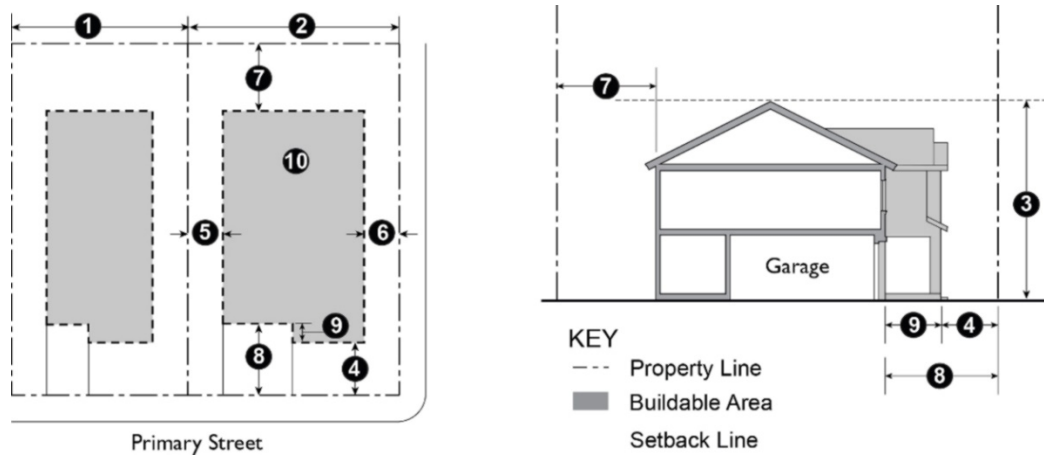 1 2
7
10
5 6
9
8 4
Primary Street
7
3
Garage
9 4
8
KEY
Property Line
Buildable Area
Setback Line